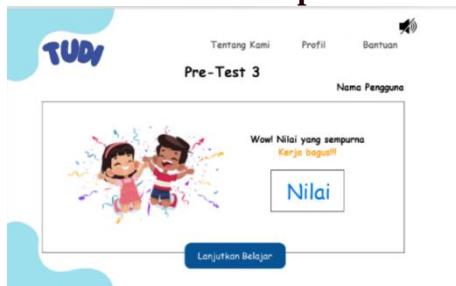 TUDI
Tentang Kami Profil Bantuan
Pre-Test 3
Nama Pengguna
Wow! Nilai yang sempurna
Kerja bagus!!!
Nilai
Lanjutkan Belajar